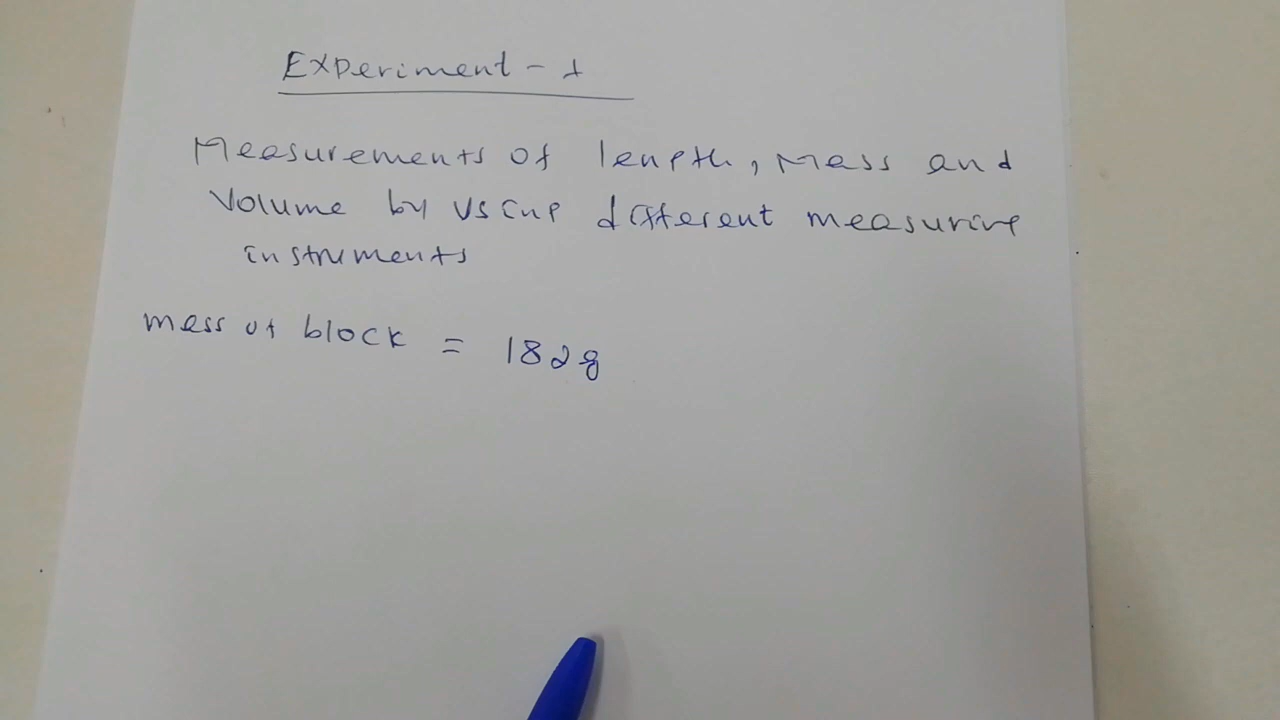 Experiment - 1
Measurements of length, Mass and
Volume by using different measuring
instruments
mass of block = 182g